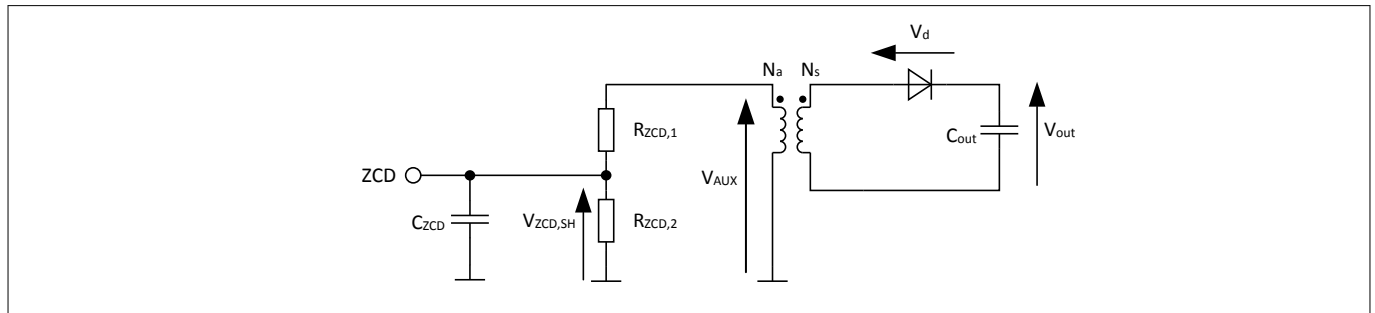 Vd
Na Ns
RZCD,1
Cout
Vout
ZCD
VAUX
CZCD
VZCD,SH
RZCD,2